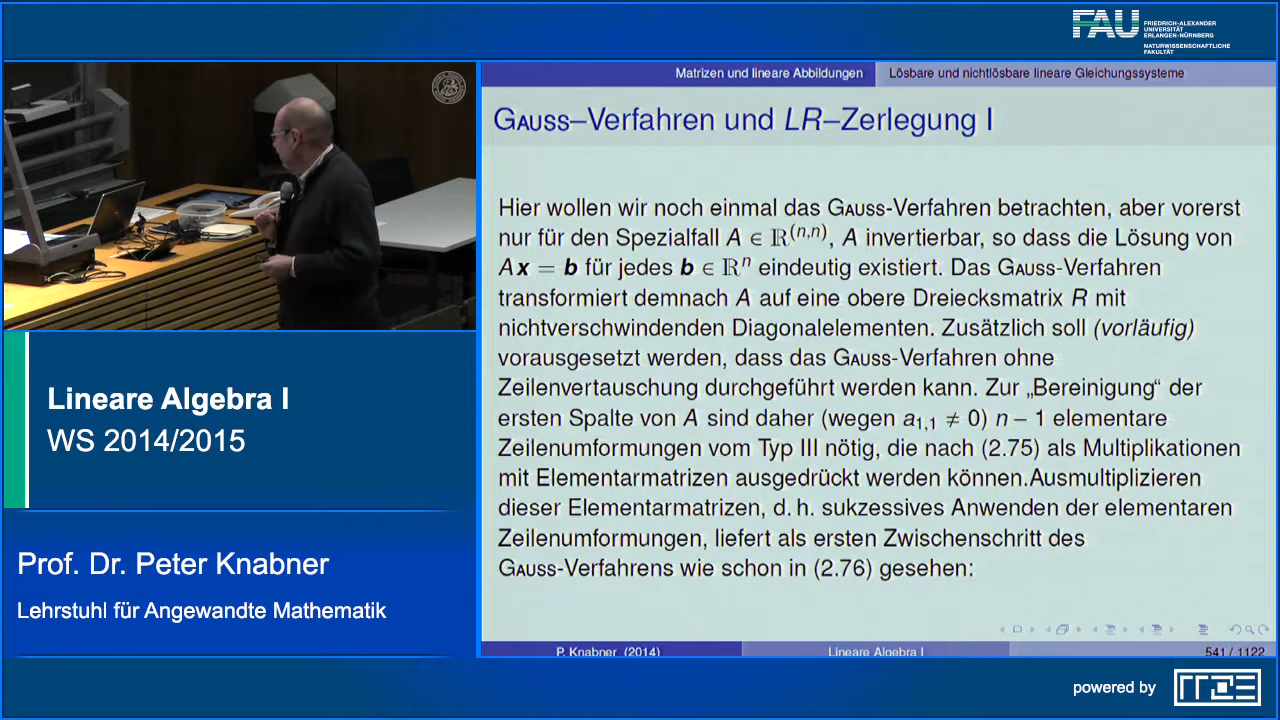 FAU
FRIEDRICH-ALEXANDER
UNIVERSITÄT
ERLANGEN-NÜRNBERG
NATURWISSENSCHAFTLICHE
FAKULTÄT
Matrizen und lineare Abbildungen Lösbare und nichtlösbare lineare Gleichungssysteme
GAUSS–Verfahren und LR–Zerlegung I
Hier wollen wir noch einmal das GAUSS-Verfahren betrachten, aber vorerst
nur für den Spezialfall A ∈ ℝ^(n,n), A invertierbar, so dass die Lösung von
Ax = b für jedes b ∈ ℝ^n eindeutig existiert. Das GAUSS-Verfahren
transformiert demnach A auf eine obere Dreiecksmatrix R mit
nichtverschwindenden Diagonalelementen. Zusätzlich soll (vorläufig)
vorausgesetzt werden, dass das GAUSS-Verfahren ohne
Zeilenvertauschung durchgeführt werden kann. Zur „Bereinigung“ der
ersten Spalte von A sind daher (wegen a₁,₁ ≠ 0) n – 1 elementare
Zeilenumformungen vom Typ III nötig, die nach (2.75) als Multiplikationen
mit Elementarmatrizen ausgedrückt werden können.Ausmultiplizieren
dieser Elementarmatrizen, d. h. sukzessives Anwenden der elementaren
Zeilenumformungen, liefert als ersten Zwischenschritt des
GAUSS-Verfahrens wie schon in (2.76) gesehen:
P. Knabner (2014) Lineare Algebra I 541 / 1122
Lineare Algebra I
WS 2014/2015
Prof. Dr. Peter Knabner
Lehrstuhl für Angewandte Mathematik
powered by